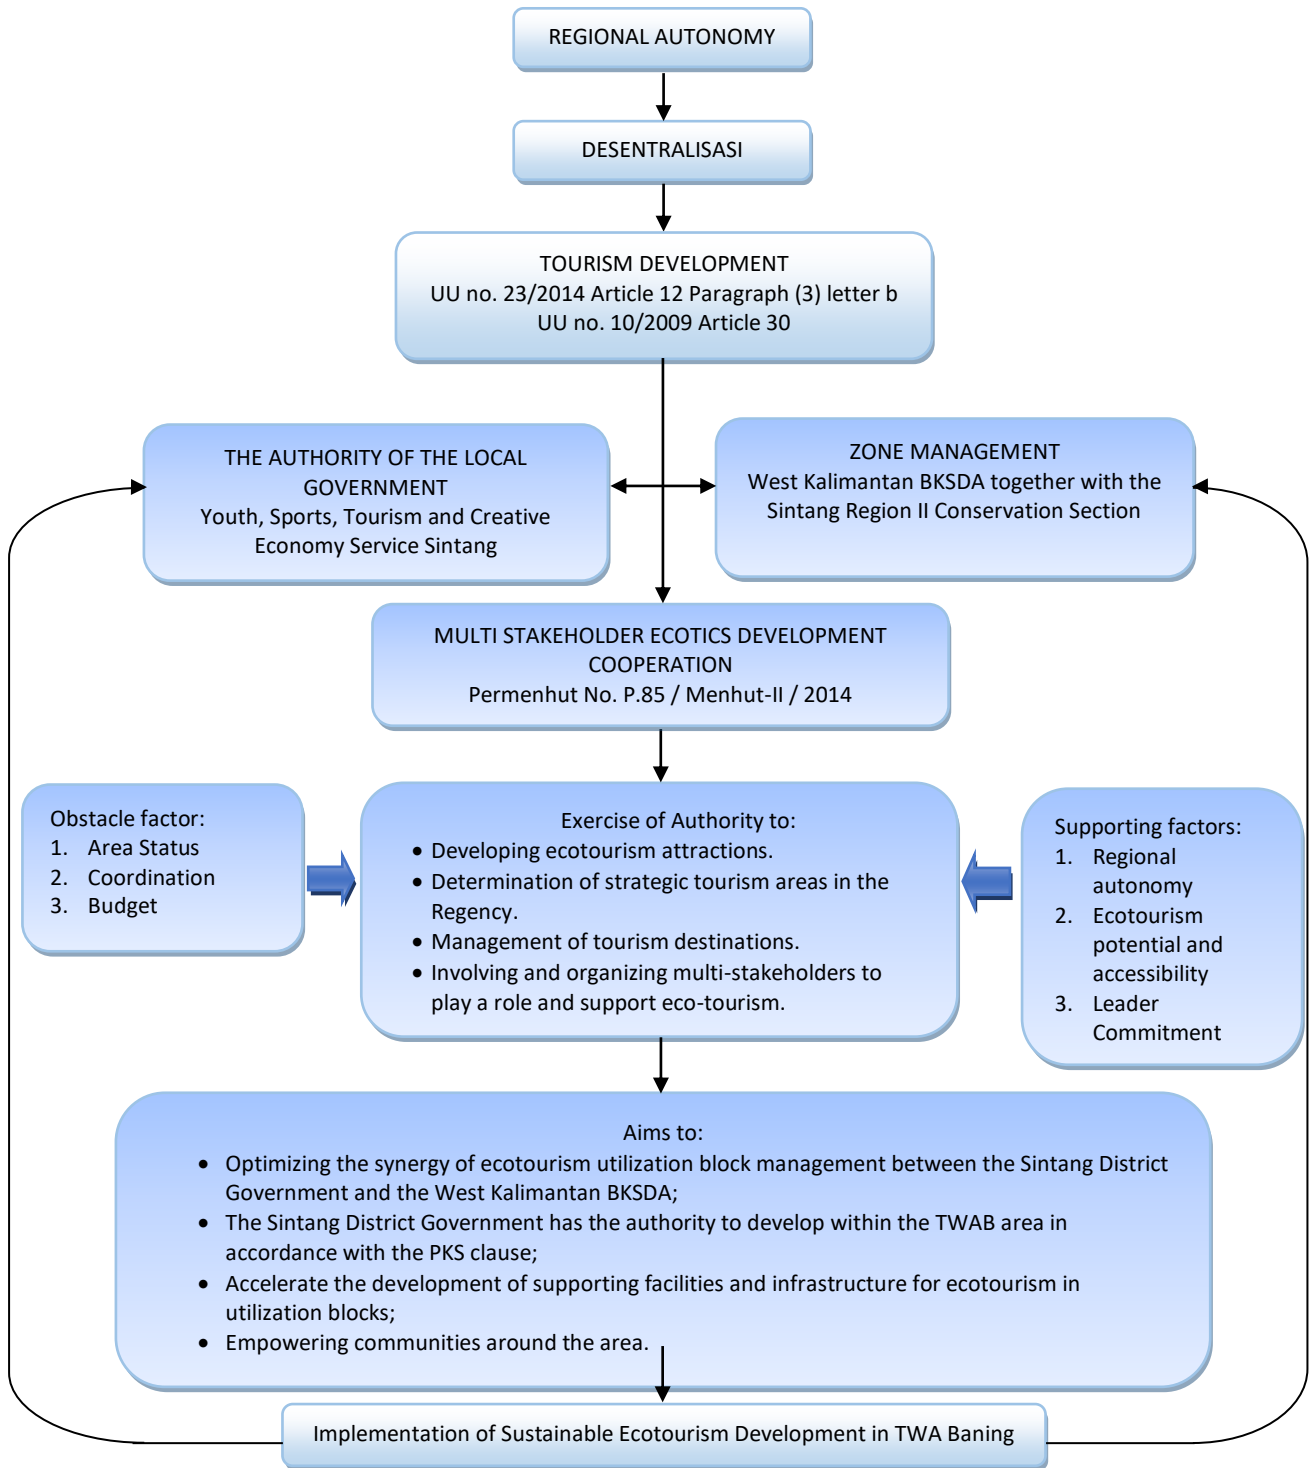 REGIONAL AUTONOMY
DESENTRALISASI
TOURISM DEVELOPMENT
UU no. 23/2014 Article 12 Paragraph (3) letter b
UU no. 10/2009 Article 30
THE AUTHORITY OF THE LOCAL
GOVERNMENT
Youth, Sports, Tourism and Creative
Economy Service Sintang
ZONE MANAGEMENT
West Kalimantan BKSDA together with the
Sintang Region II Conservation Section
MULTI STAKEHOLDER ECOTICS DEVELOPMENT
COOPERATION
Permenhut No. P.85 / Menhut-II / 2014
Obstacle factor:
1. Area Status
2. Coordination
3. Budget
Exercise of Authority to:
• Developing ecotourism attractions.
• Determination of strategic tourism areas in the
Regency.
• Management of tourism destinations.
• Involving and organizing multi-stakeholders to
play a role and support eco-tourism.
Supporting factors:
1. Regional
autonomy
2. Ecotourism
potential and
accessibility
3. Leader
Commitment
Aims to:
• Optimizing the synergy of ecotourism utilization block management between the Sintang District
Government and the West Kalimantan BKSDA;
• The Sintang District Government has the authority to develop within the TWAB area in
accordance with the PKS clause;
• Accelerate the development of supporting facilities and infrastructure for ecotourism in
utilization blocks;
• Empowering communities around the area.
Implementation of Sustainable Ecotourism Development in TWA Baning